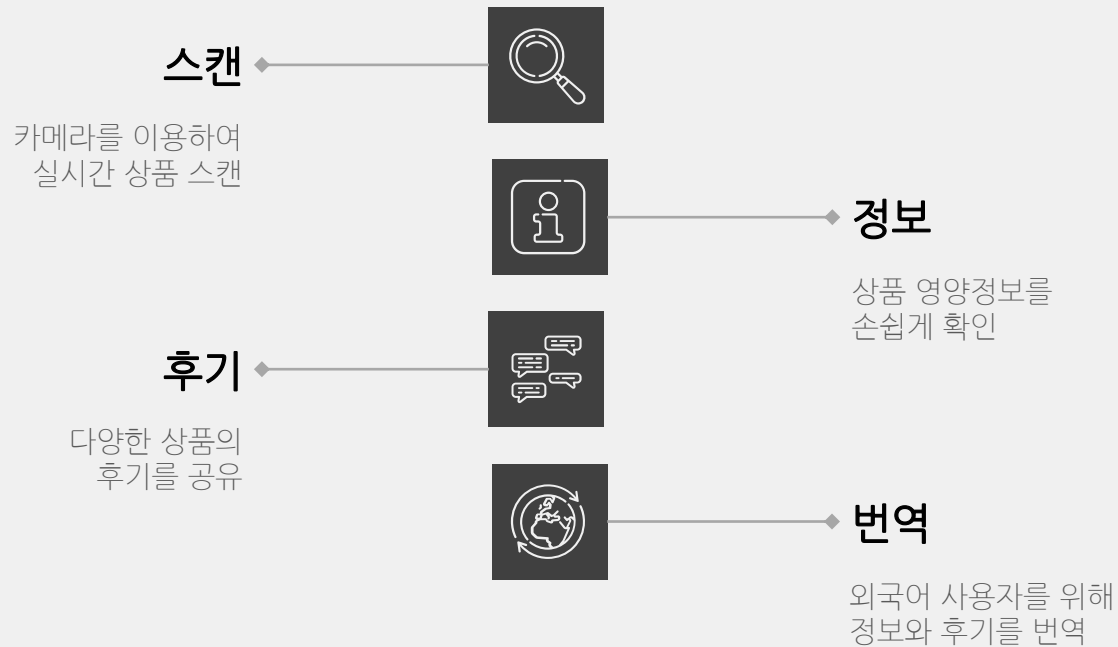 스캔
카메라를 이용하여
실시간 상품 스캔
정보
상품 영양정보를
손쉽게 확인
후기
다양한 상품의
후기를 공유
번역
외국어 사용자를 위해
정보와 후기를 번역